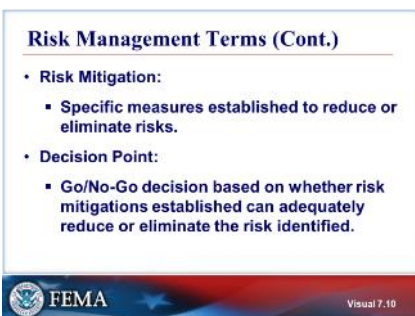 Risk Management Terms (Cont.)
• Risk Mitigation:
▪ Specific measures established to reduce or
eliminate risks.
• Decision Point:
▪ Go/No-Go decision based on whether risk
mitigations established can adequately
reduce or eliminate the risk identified.
FEMA
Visual 7.10